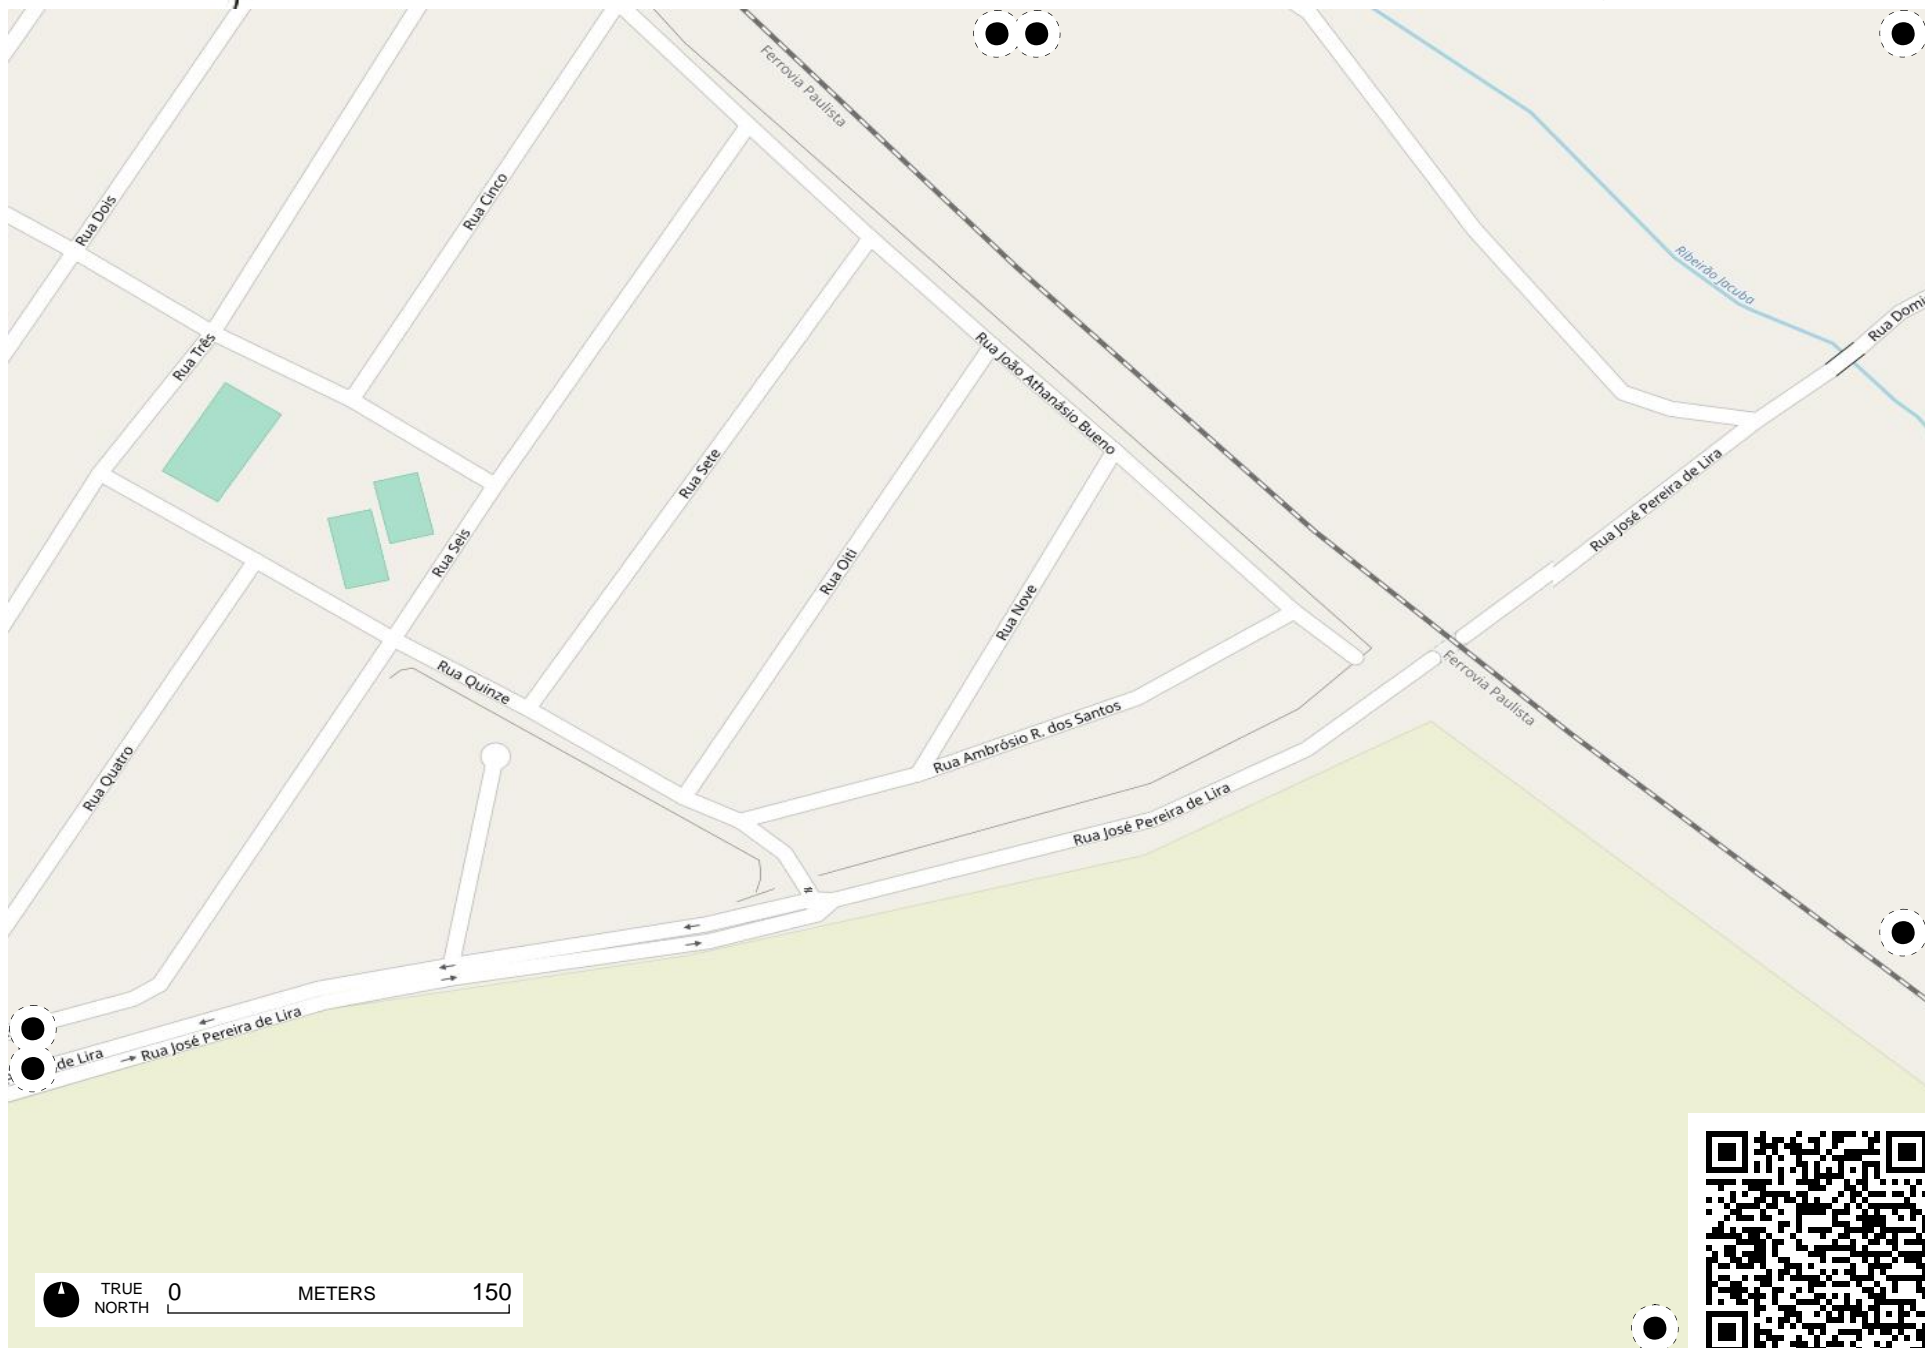 Ferrovia Paulista
Rua Cinco
Rua Dois
Ribeirão Jacuba
Rua Domi
Rua Três
Rua João Athanásio Bueno
Rua Sete
Rua José Pereira de Lira
Rua Seis
Rua Oiti
Rua Nove
Rua Quinze
Ferrovia Paulista
Rua Ambrósio R. dos Santos
Rua Quatro
Rua José Pereira de Lira
Rua José Pereira de Lira
de Lira
TRUE NORTH
0 METERS 150